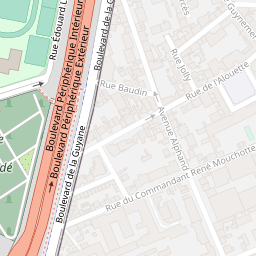 Rue Édouard L
Boulevard Périphérique Intérieur
Boulevard Périphérique Extérieur
Boulevard de la G
Boulevard de la Guyane
Rue Baudin
Rue Jolly
Guynemer
Rue de l'Alouette
Avenue Alphand
Rue du Commandant René Mouchotte
dé